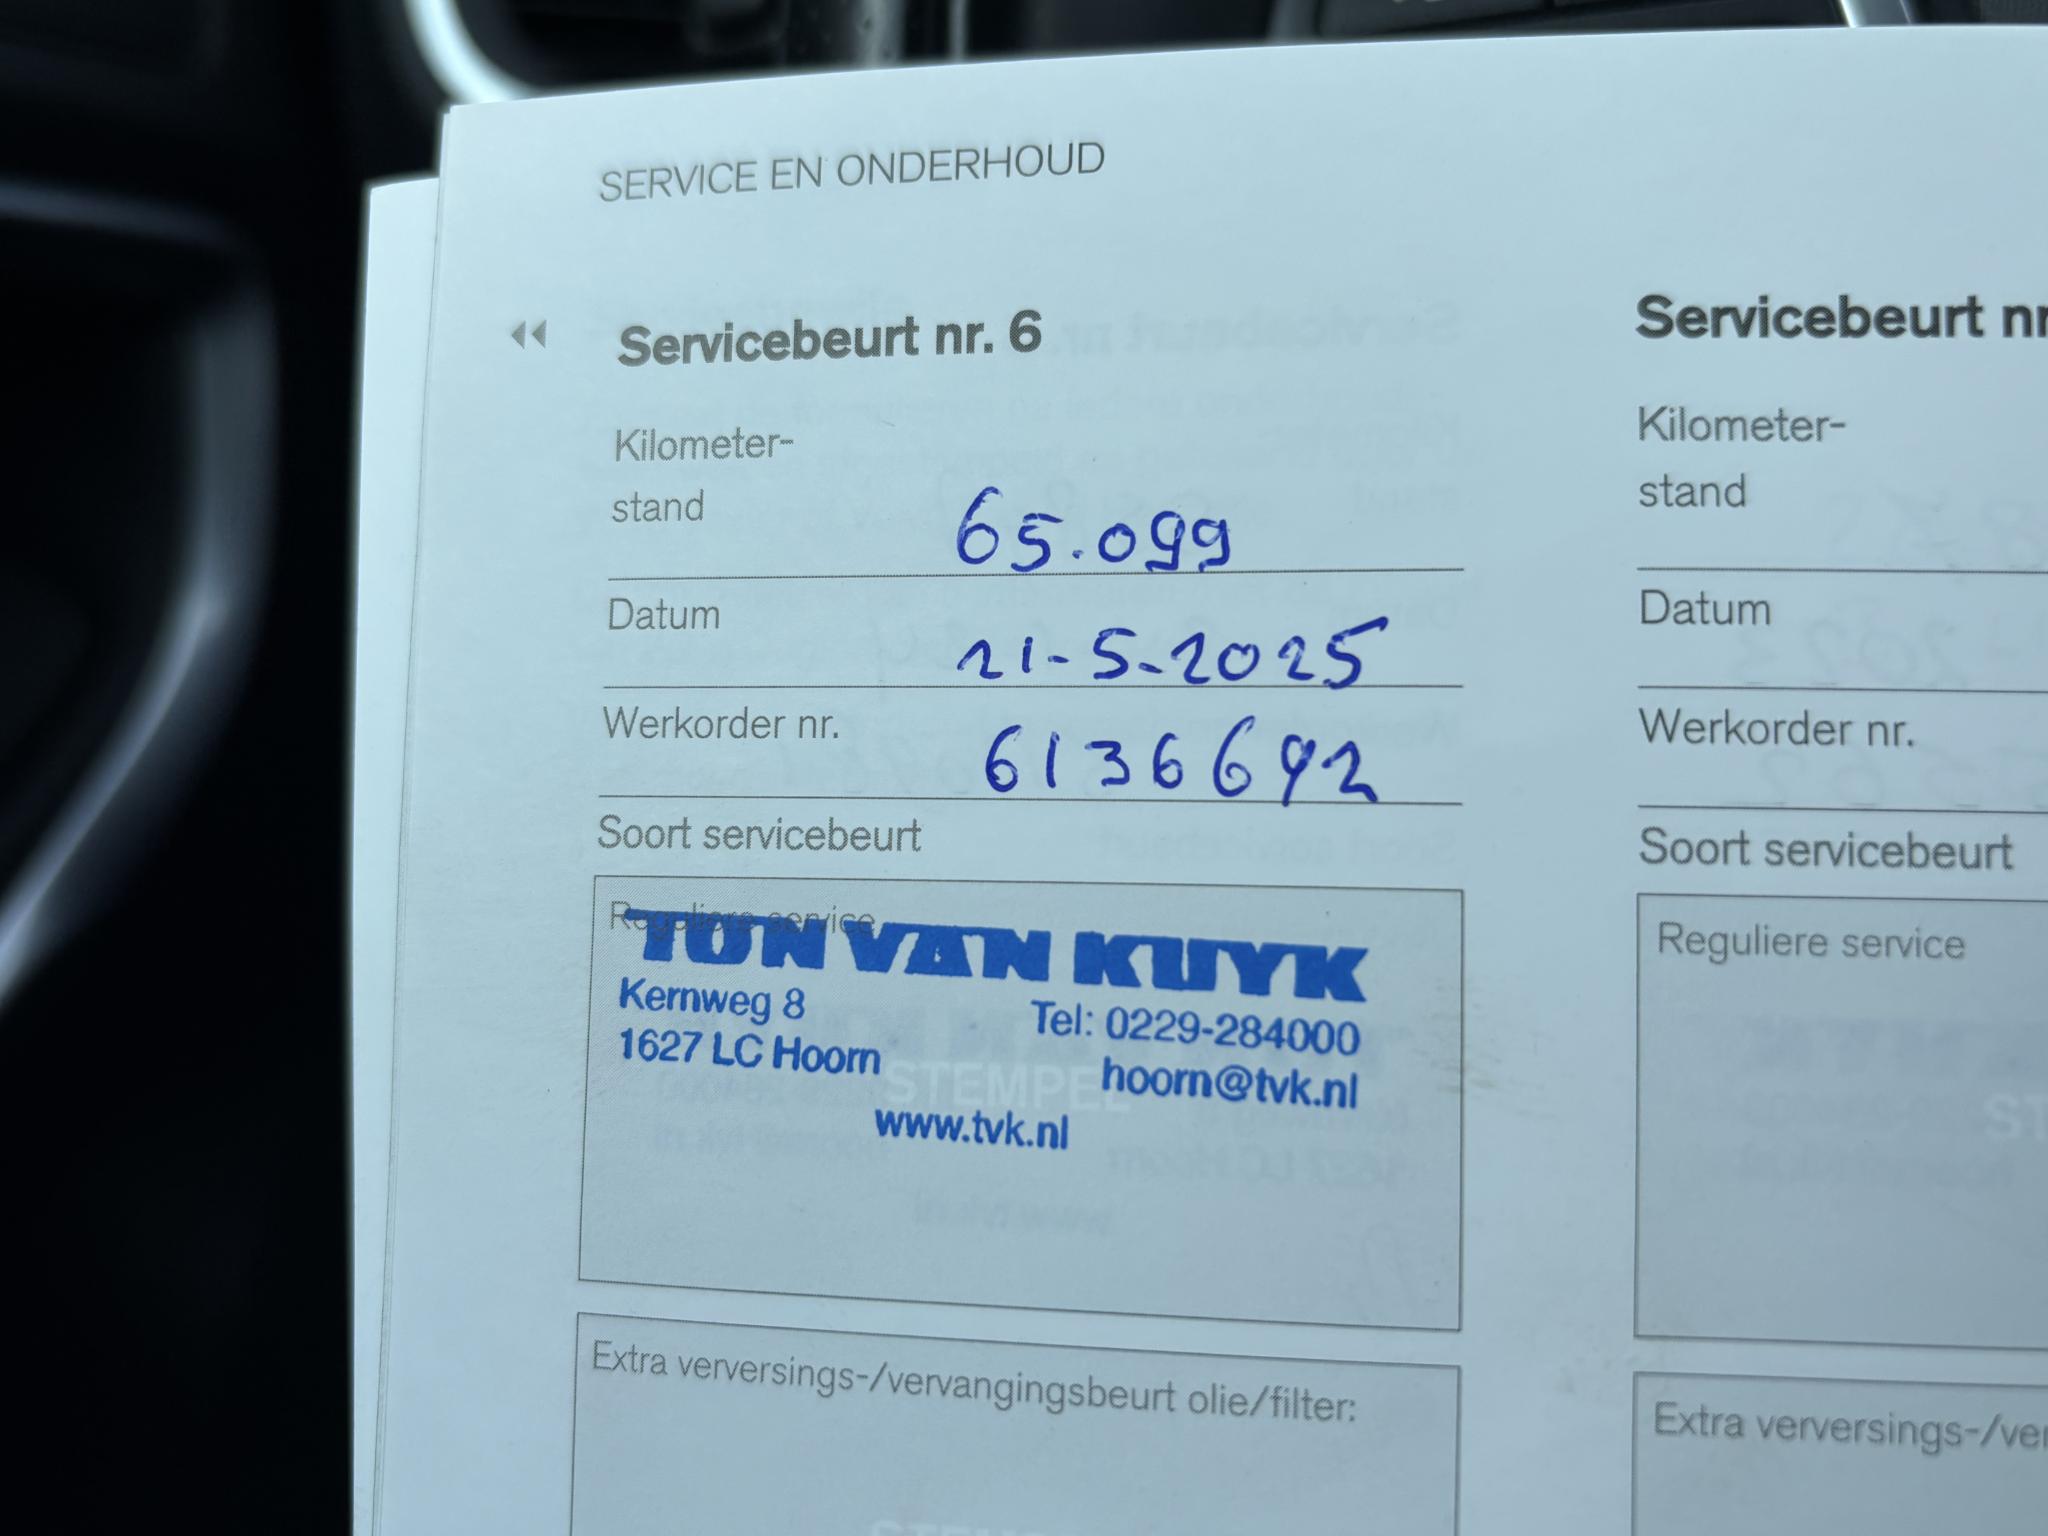 SERVICE EN ONDERHOUD
Servicebeurt nr. 6
Kilometer-
stand 65.099
Datum 21-5-2025
Werkorder nr. 6136692
Soort servicebeurt
Reguliere service
TON VAN KUYK
Kernweg 8
Tel: 0229-284000
1627 LC Hoorn
hoorn@tvk.nl
STEMPEL
www.tvk.nl
Extra verversings-/vervangingsbeurt olie/filter:
Servicebeurt nr
Kilometer-
stand
Datum
Werkorder nr.
Soort servicebeurt
Reguliere service
ST
Extra verversings-/ver